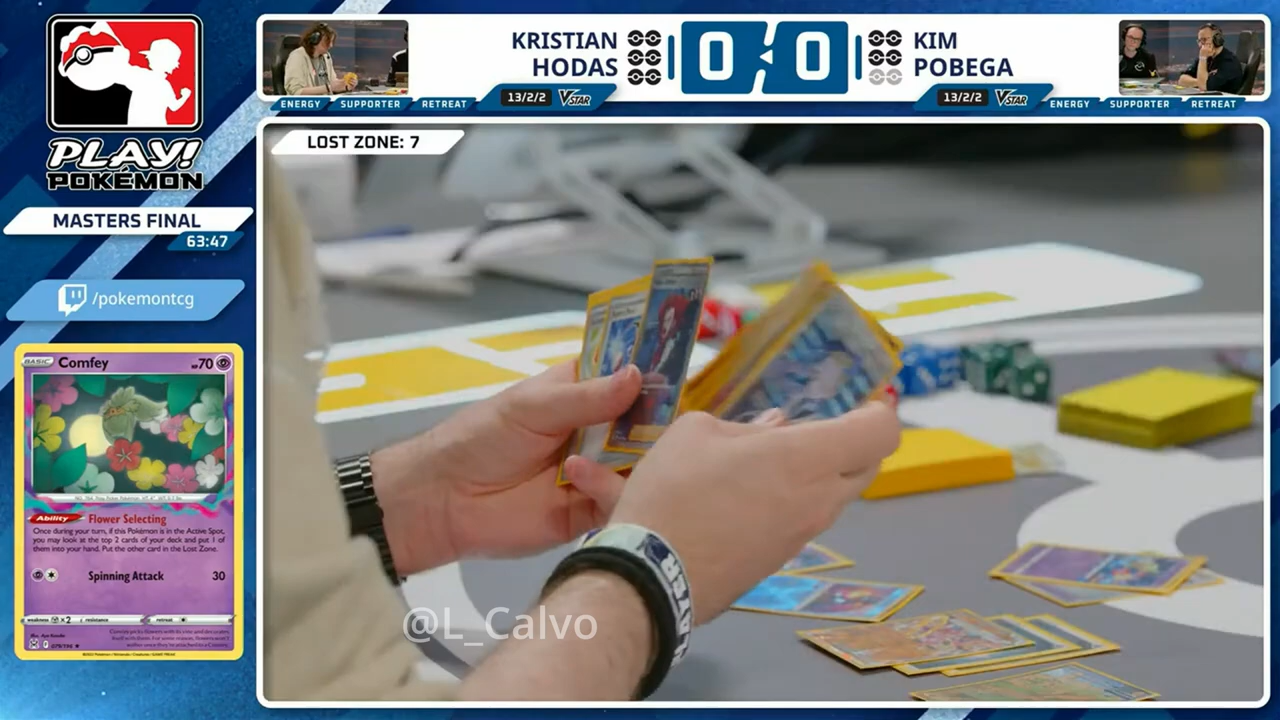 PLAY!
POKÉMON
MASTERS FINAL
63:47
/pokemontcg
BASIC
Comfey
HP70
Ability
Flower Selecting
Once during your turn, if this Pokémon is in the Active Spot,
you may look at the top 2 cards of your deck and put 1 of
them into your hand. Put the other card in the Lost Zone.
Spinning Attack
30
weakness
×2
resistance
retreat
KRISTIAN
HODAS
0
0
KIM
POBEGA
ENERGY
SUPPORTER
RETREAT
13/2/2
VSTAR
13/2/2
VSTAR
ENERGY
SUPPORTER
RETREAT
LOST ZONE: 7
PLAYER
@L_Calvo